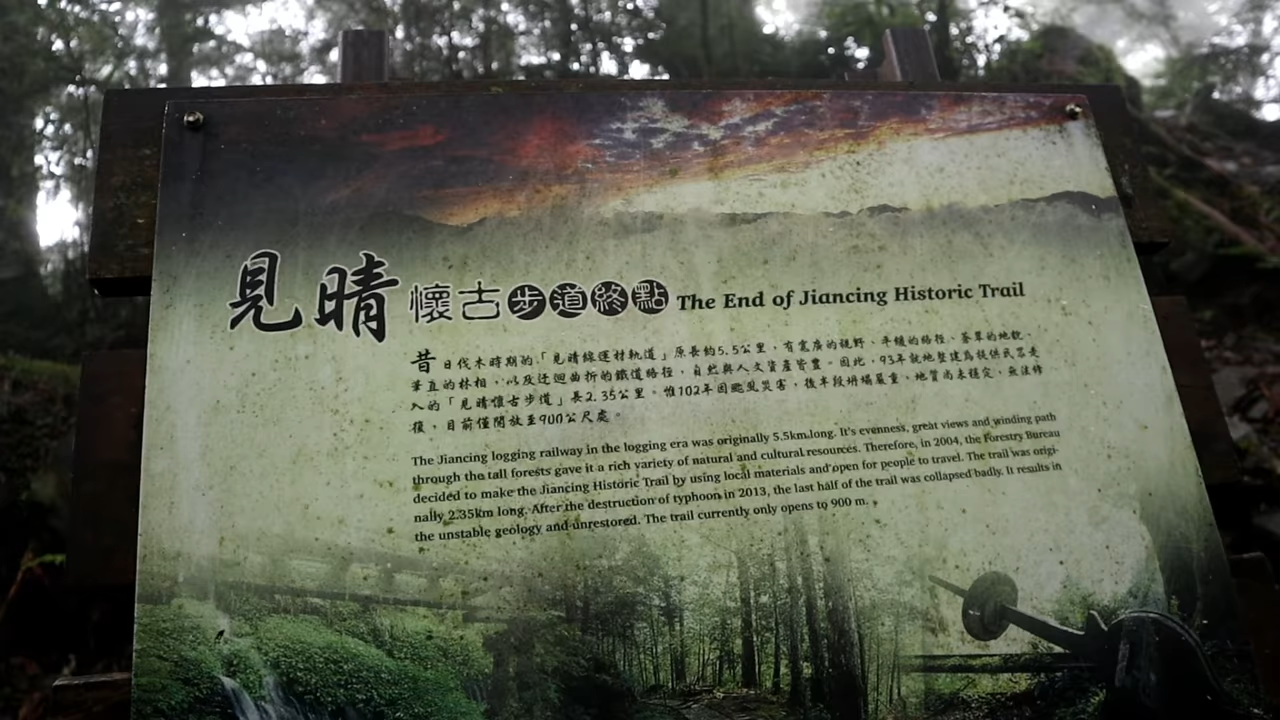 見晴懷古步道終點 The End of Jiancing Historic Trail
昔日伐木時期的「見晴線運材軌道」原長約5.5公里，有寬廣的視野、平緩的路徑、蒼翠的地貌、
筆直的林相，以及迂迴曲折的鐵道路徑，自然與人文資產皆豐。因此，93年就地整建為提供民眾走
入的「見晴懷古步道」長2.35公里。惟102年因颱風災害，後半段坍塌嚴重，地質尚未穩定，無法修
復，目前僅開放至900公尺處。
The Jiancing logging railway in the logging era was originally 5.5km long. It's evenness, great views and winding path
through the tall forests gave it a rich variety of natural and cultural resources. Therefore, in 2004, the Forestry Bureau
decided to make the Jiancing Historic Trail by using local materials and open for people to travel. The trail was origi-
nally 2.35km long. After the destruction of typhoon in 2013, the last half of the trail was collapsed badly. It results in
the unstable geology and unrestored. The trail currently only opens to 900 m.